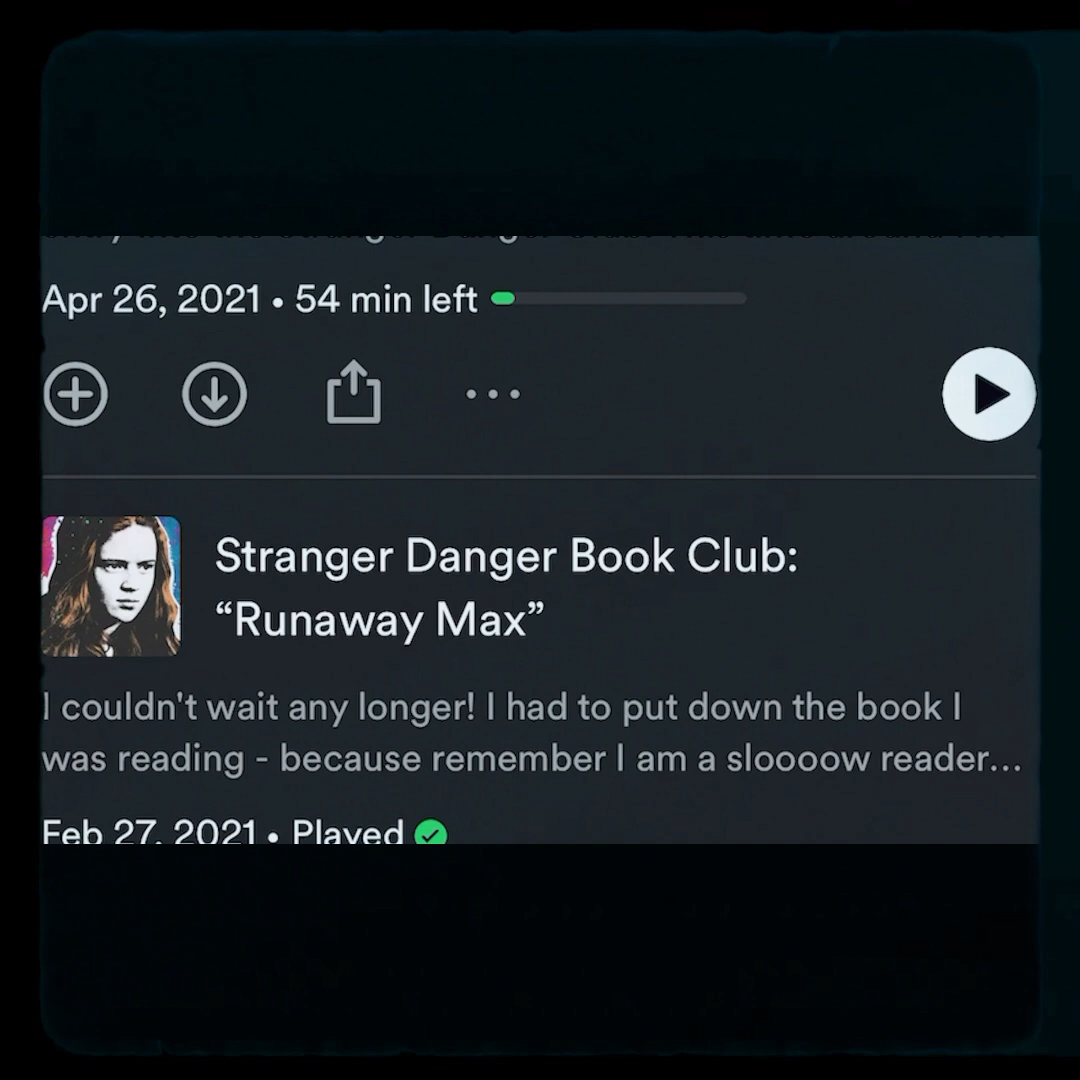 Apr 26, 2021 • 54 min left
Stranger Danger Book Club:
“Runaway Max”
I couldn't wait any longer! I had to put down the book I
was reading - because remember I am a sloooow reader...
Feb 27, 2021 • Played